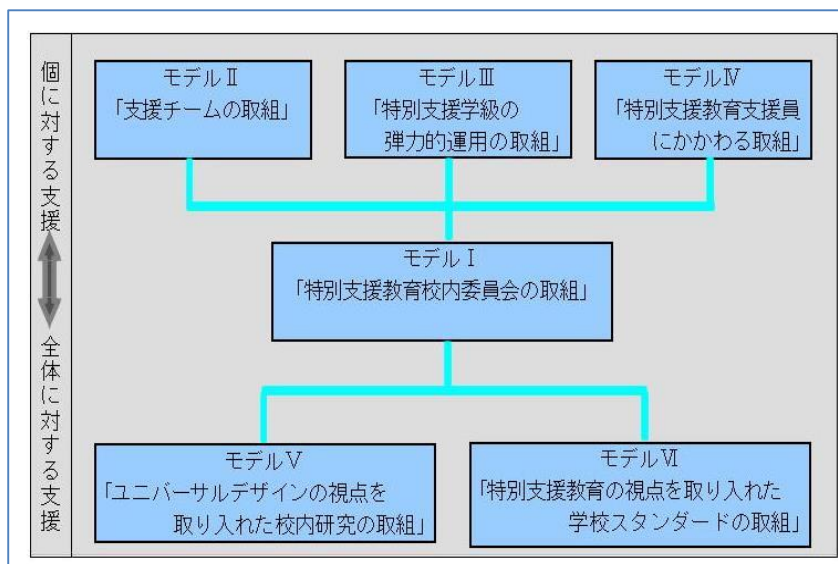 個に対する支援
全体に対する支援
モデルⅡ
「支援チームの取組」
モデルⅢ
「特別支援学級の
弾力的運用の取組」
モデルⅣ
「特別支援教育支援員
にかかわる取組」
モデルⅠ
「特別支援教育校内委員会の取組」
モデルⅤ
「ユニバーサルデザインの視点を
取り入れた校内研究の取組」
モデルⅥ
「特別支援教育の視点を取り入れた
学校スタンダードの取組」